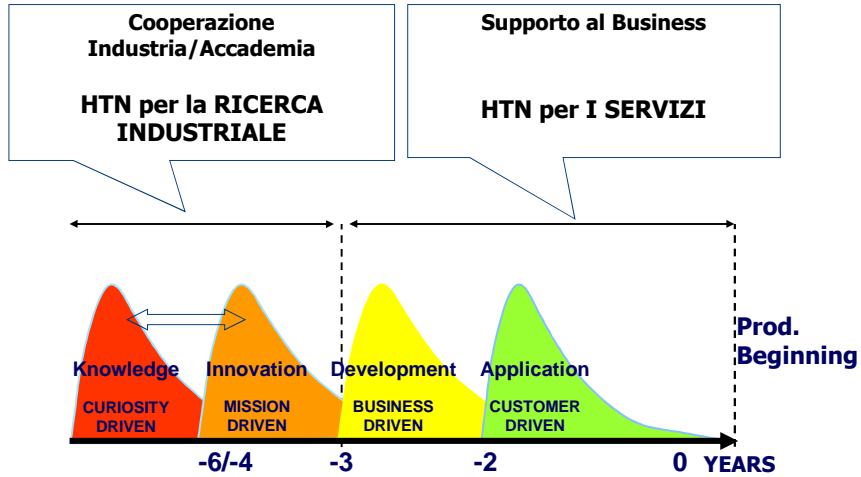 Cooperazione
Industria/Accademia
HTN per la RICERCA
INDUSTRIALE
Supporto al Business
HTN per I SERVIZI
Prod.
Beginning
Knowledge
Innovation
Development
Application
CURIOSITY
DRIVEN
MISSION
DRIVEN
BUSINESS
DRIVEN
CUSTOMER
DRIVEN
-6/-4
-3
-2
0
YEARS